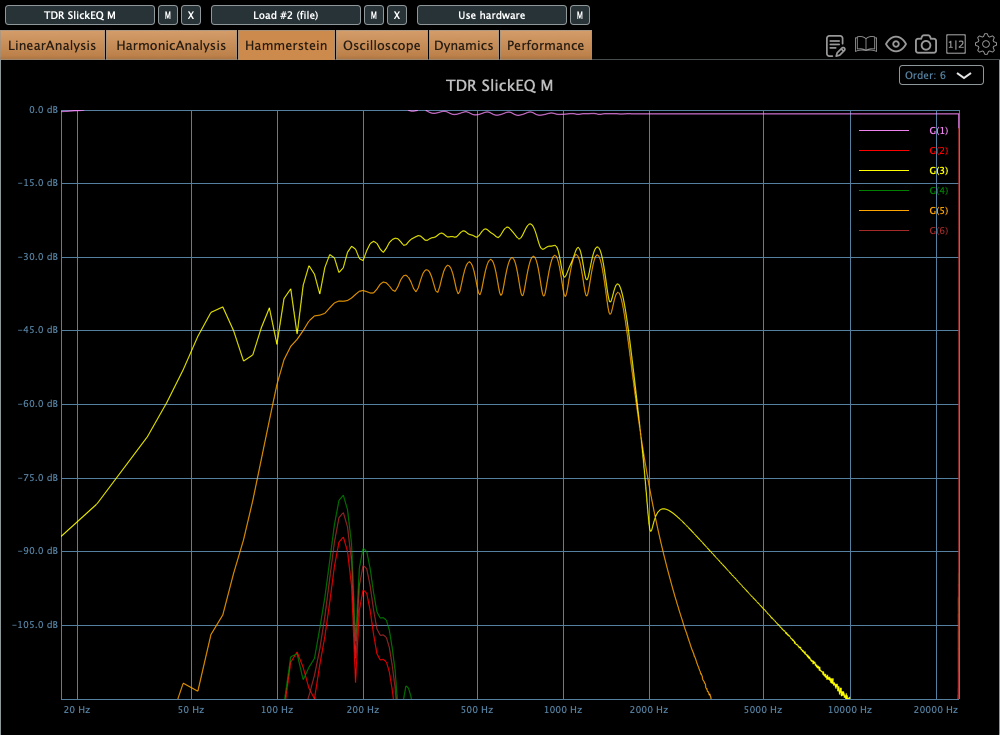 TDR SlickEQ M M X Load #2 (file) M X Use hardware M
LinearAnalysis HarmonicAnalysis Hammerstein Oscilloscope Dynamics Performance
1|2
Order: 6
TDR SlickEQ M
0.0 dB
G(1)
G(2)
G(3)
-15.0 dB
G(4)
G(5)
G(6)
-30.0 dB
-45.0 dB
-60.0 dB
-75.0 dB
-90.0 dB
-105.0 dB
20 Hz 50 Hz 100 Hz 200 Hz 500 Hz 1000 Hz 2000 Hz 5000 Hz 10000 Hz 20000 Hz